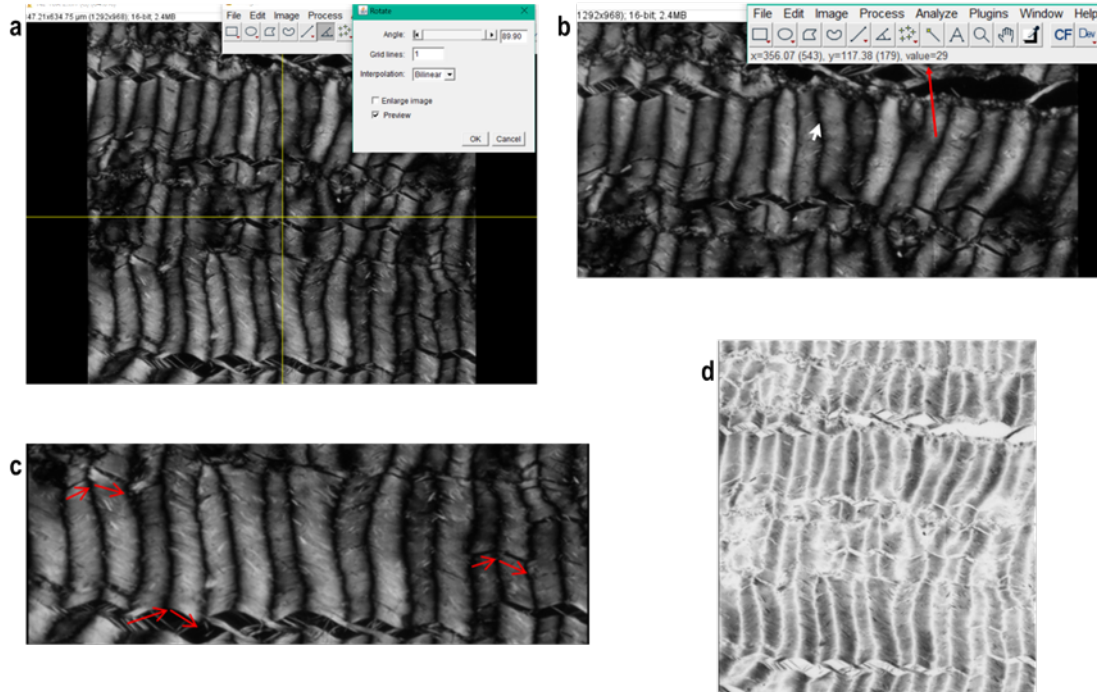 a
47.21x634.75 µm (1292x968); 16-bit; 2.4MB
File Edit Image Process
Rotate
Angle: 89.90
Grid lines: 1
Interpolation: Bilinear
Enlarge image
Preview
OK Cancel
b
1292x968); 16-bit; 2.4M
File Edit Image Process Analyze Plugins Window Help
A CF Dev
x=356.07 (543), y=117.38 (179), value=29
c
d